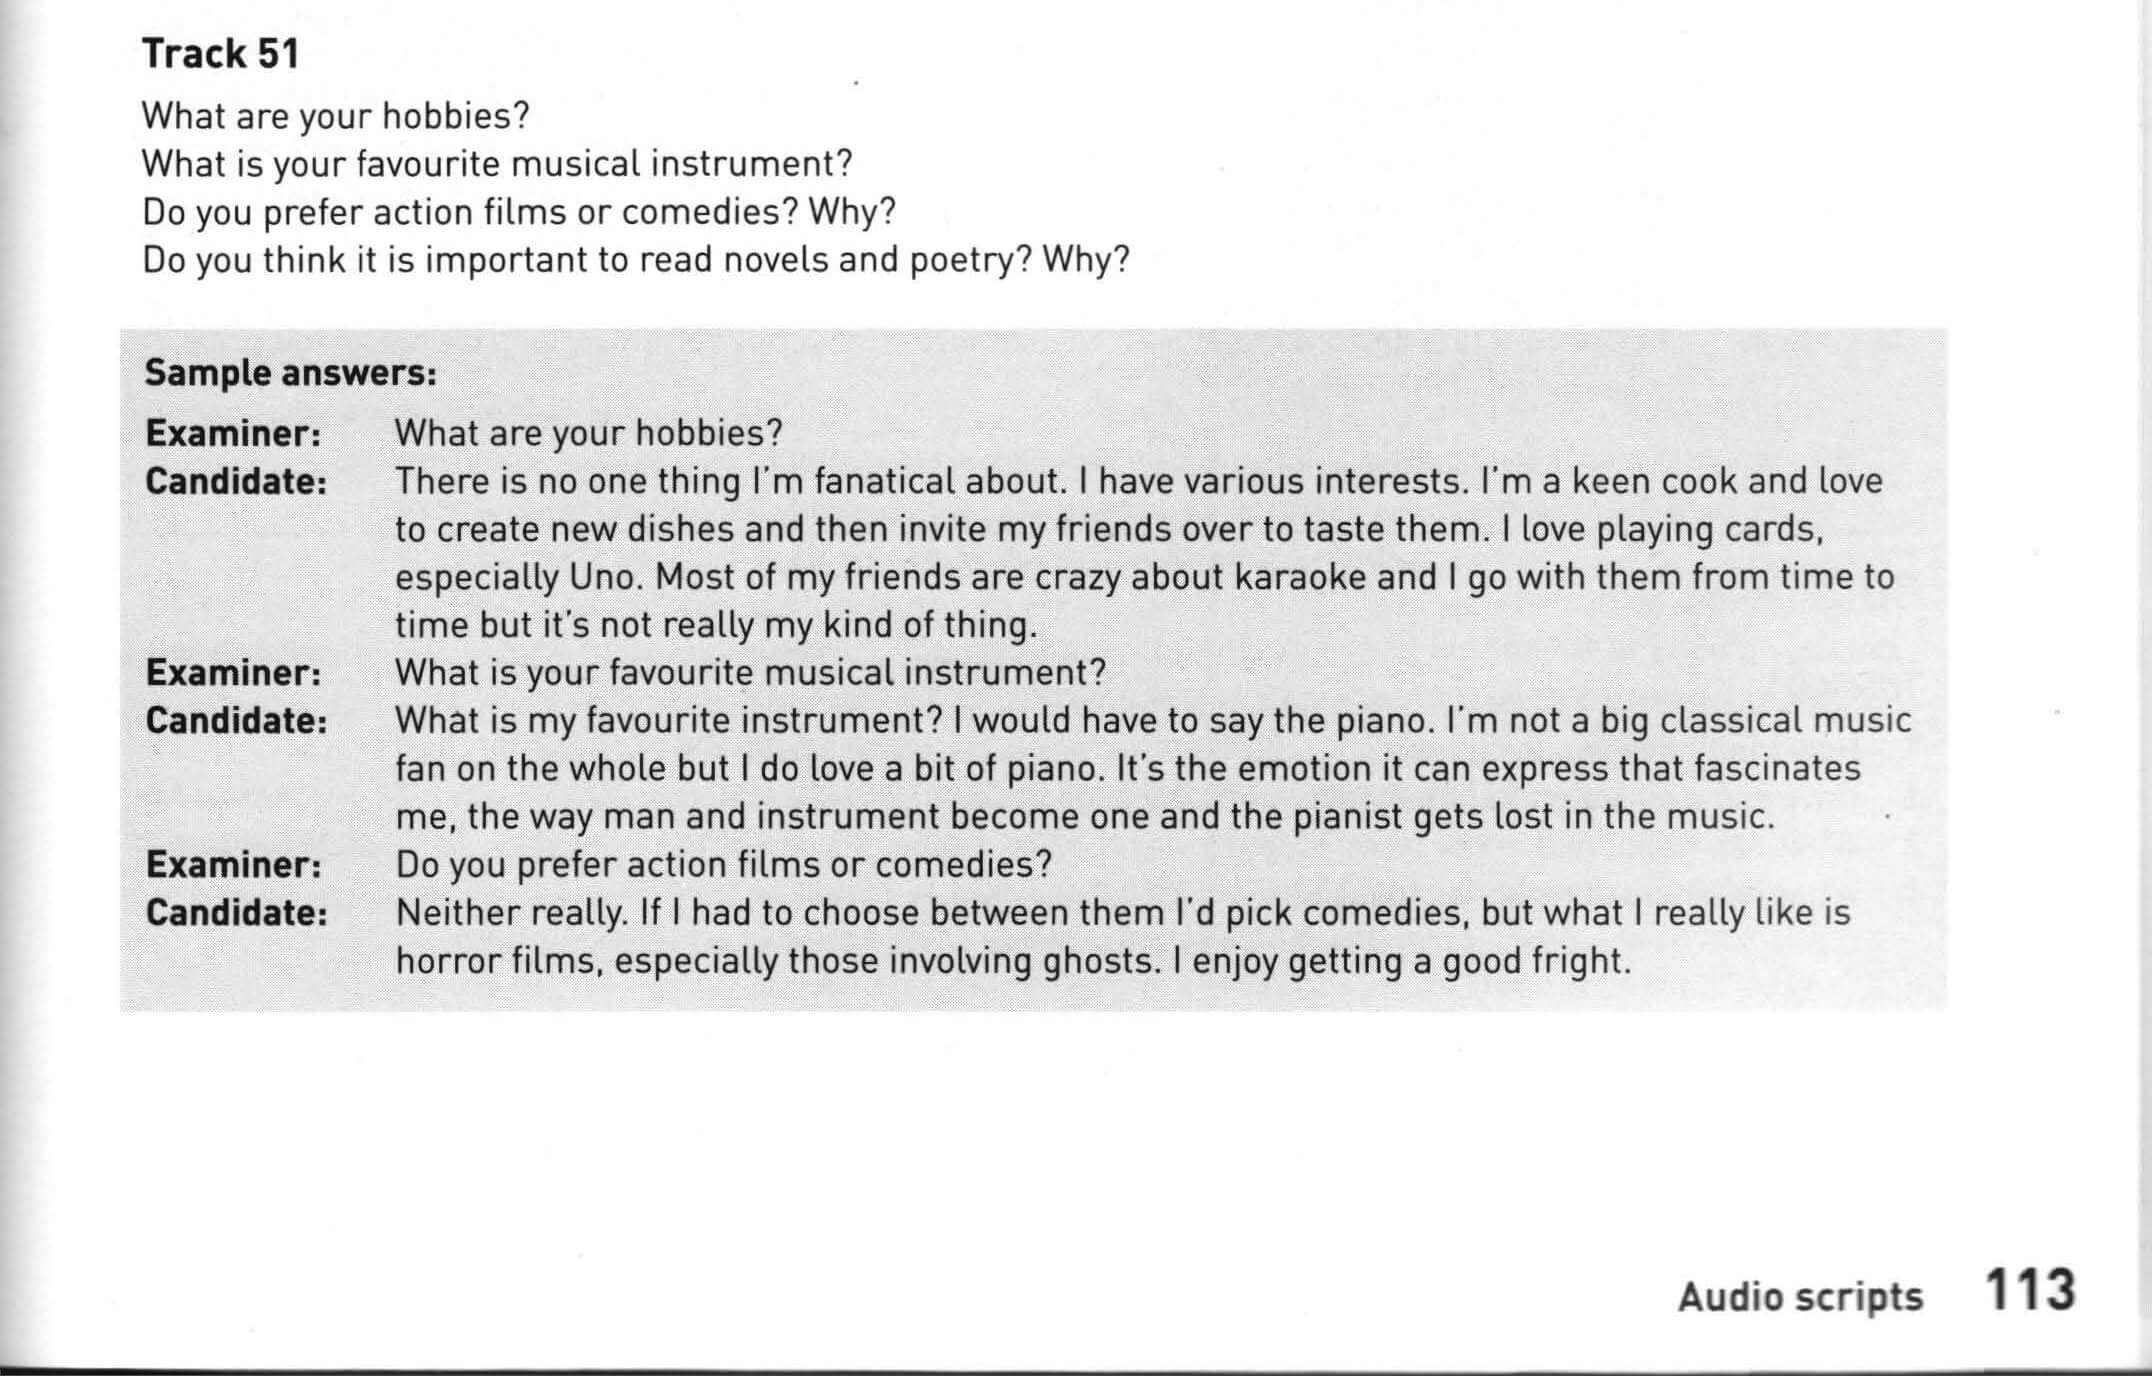 Track 51
What are your hobbies?
What is your favourite musical instrument?
Do you prefer action films or comedies? Why?
Do you think it is important to read novels and poetry? Why?
Sample answers:
Examiner: What are your hobbies?
Candidate: There is no one thing I'm fanatical about. I have various interests. I'm a keen cook and love
to create new dishes and then invite my friends over to taste them. I love playing cards,
especially Uno. Most of my friends are crazy about karaoke and I go with them from time to
time but it's not really my kind of thing.
Examiner: What is your favourite musical instrument?
Candidate: What is my favourite instrument? I would have to say the piano. I'm not a big classical music
fan on the whole but I do love a bit of piano. It's the emotion it can express that fascinates
me, the way man and instrument become one and the pianist gets lost in the music.
Examiner: Do you prefer action films or comedies?
Candidate: Neither really. If I had to choose between them I'd pick comedies, but what I really like is
horror films, especially those involving ghosts. I enjoy getting a good fright.
Audio scripts 113